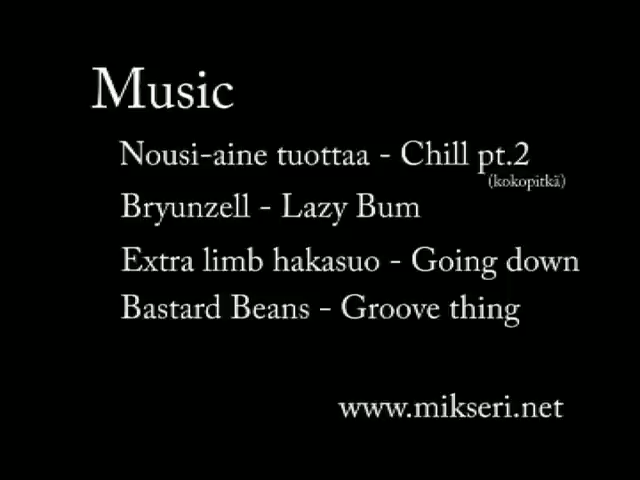 Music
Nousi-aine tuottaa - Chill pt.2
(kokopitkä)
Bryunzell - Lazy Bum
Extra limb hakasuo - Going down
Bastard Beans - Groove thing
www.mikseri.net